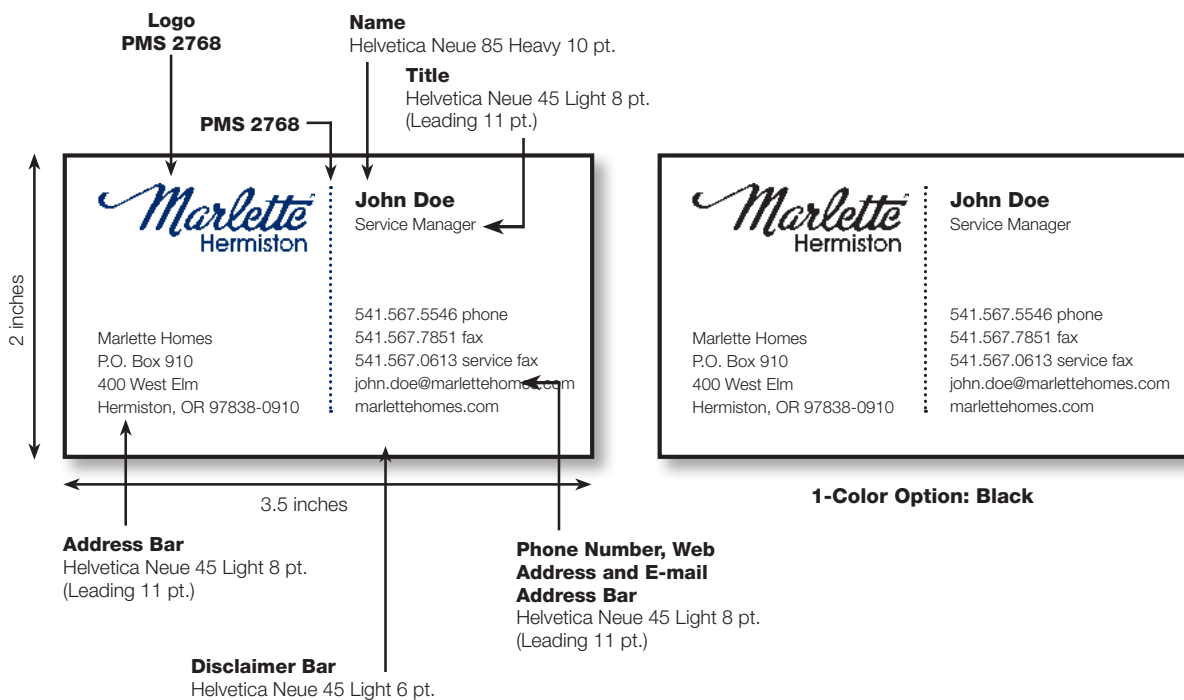 Logo
PMS 2768
Name
Helvetica Neue 85 Heavy 10 pt.
Title
Helvetica Neue 45 Light 8 pt.
(Leading 11 pt.)
PMS 2768
2 inches
Marlette
Hermiston
John Doe
Service Manager
Marlette Homes
P.O. Box 910
400 West Elm
Hermiston, OR 97838-0910
541.567.5546 phone
541.567.7851 fax
541.567.0613 service fax
john.doe@marlettehomes.com
marlettehomes.com
3.5 inches
Marlette
Hermiston
John Doe
Service Manager
Marlette Homes
P.O. Box 910
400 West Elm
Hermiston, OR 97838-0910
541.567.5546 phone
541.567.7851 fax
541.567.0613 service fax
john.doe@marlettehomes.com
marlettehomes.com
1-Color Option: Black
Address Bar
Helvetica Neue 45 Light 8 pt.
(Leading 11 pt.)
Phone Number, Web
Address and E-mail
Address Bar
Helvetica Neue 45 Light 8 pt.
(Leading 11 pt.)
Disclaimer Bar
Helvetica Neue 45 Light 6 pt.